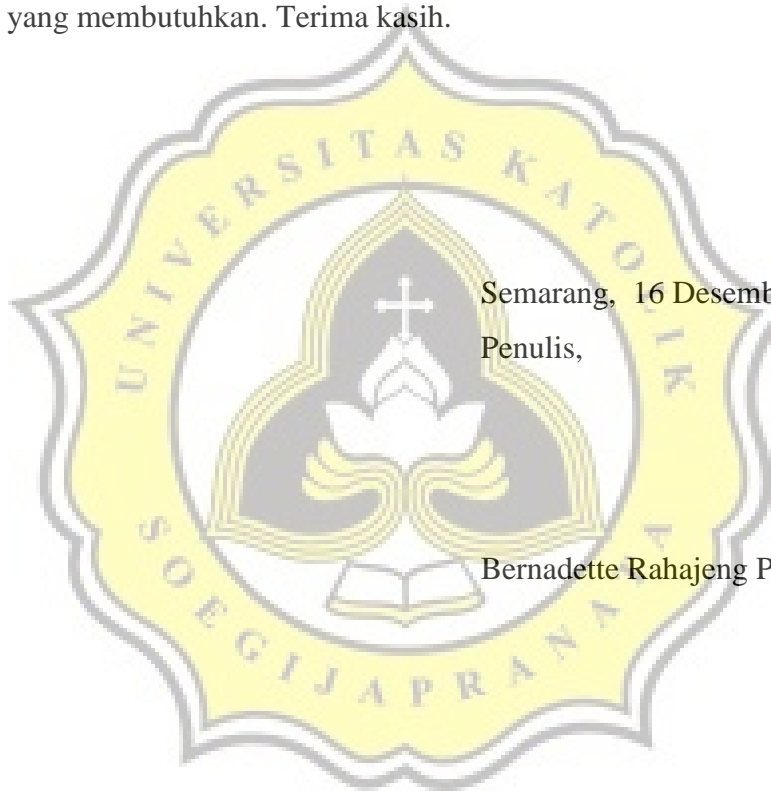 yang membutuhkan. Terima kasih.
UNIVERSITAS KATOLIK
Semarang, 16 Desemb
Penulis,
Bernadette Rahajeng P
SOEGIJAPRANATA